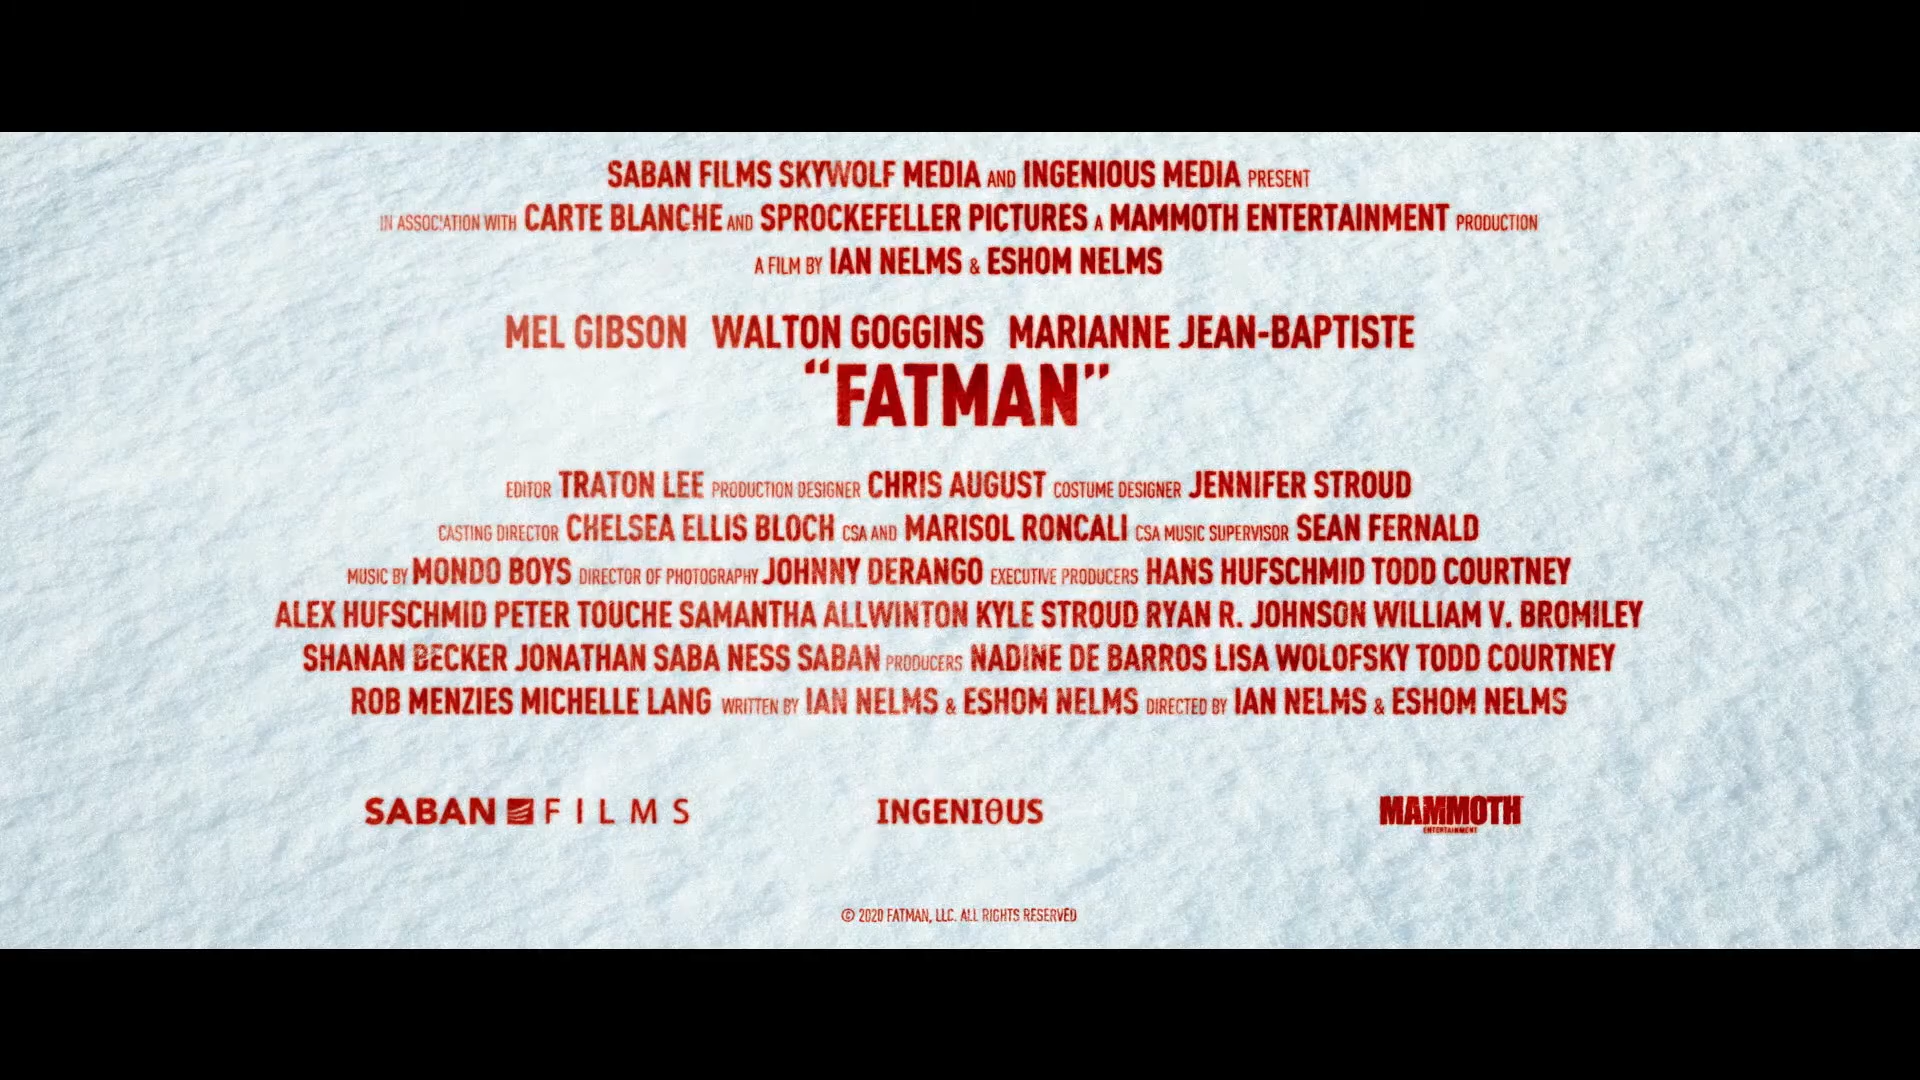 SABAN FILMS SKYWOLF MEDIA AND INGENIOUS MEDIA PRESENT
IN ASSOCIATION WITH CARTE BLANCHE AND SPROCKEFELLER PICTURES A MAMMOTH ENTERTAINMENT PRODUCTION
A FILM BY IAN NELMS & ESHOM NELMS
MEL GIBSON WALTON GOGGINS MARIANNE JEAN-BAPTISTE
“FATMAN”
EDITOR TRATON LEE PRODUCTION DESIGNER CHRIS AUGUST COSTUME DESIGNER JENNIFER STROUD
CASTING DIRECTOR CHELSEA ELLIS BLOCH CSA AND MARISOL RONCALI CSA MUSIC SUPERVISOR SEAN FERNALD
MUSIC BY MONDO BOYS DIRECTOR OF PHOTOGRAPHY JOHNNY DERANGO EXECUTIVE PRODUCERS HANS HUFSCHMID TODD COURTNEY
ALEX HUFSCHMID PETER TOUCHE SAMANTHA ALLWINTON KYLE STROUD RYAN R. JOHNSON WILLIAM V. BROMILEY
SHANAN BECKER JONATHAN SABA NESS SABAN PRODUCERS NADINE DE BARROS LISA WOLOFSKY TODD COURTNEY
ROB MENZIES MICHELLE LANG WRITTEN BY IAN NELMS & ESHOM NELMS DIRECTED BY IAN NELMS & ESHOM NELMS
SABAN FILMS
INGENIOUS
MAMMOTH
ENTERTAINMENT
© 2020 FATMAN, LLC. ALL RIGHTS RESERVED